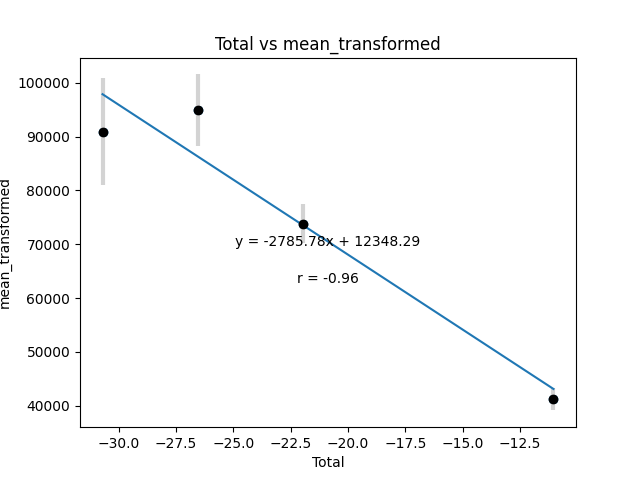 Total vs mean_transformed
mean_transformed
100000
90000
80000
70000
60000
50000
40000
y = -2785.78x + 12348.29
r = -0.96
−30.0 −27.5 −25.0 −22.5 −20.0 −17.5 −15.0 −12.5
Total